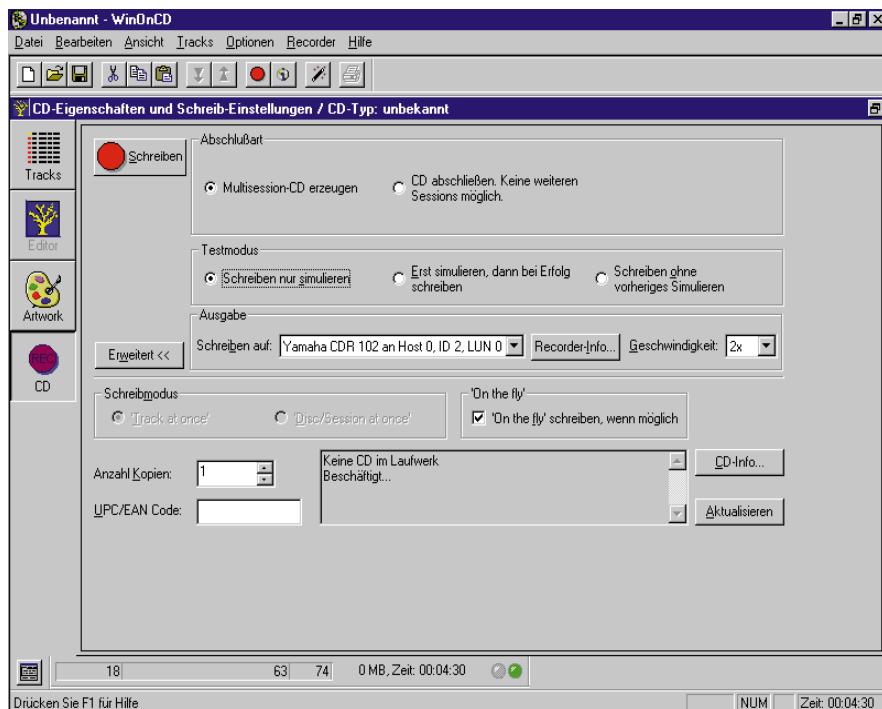 Unbenannt - WinOnCD
Datei Bearbeiten Ansicht Tracks Optionen Recorder Hilfe
CD-Eigenschaften und Schreib-Einstellungen / CD-Typ: unbekannt
Tracks
Editor
Artwork
REC
CD
Schreiben
Abschlußart
Multisession-CD erzeugen
CD abschließen. Keine weiteren
Sessions möglich.
Testmodus
Schreiben nur simulieren
Erst simulieren, dann bei Erfolg
schreiben
Schreiben ohne
vorheriges Simulieren
Ausgabe
Erweitert <<
Schreiben auf: Yamaha CDR 102 an Host 0, ID 2, LUN 0 Recorder-Info... Geschwindigkeit: 2x
Schreibmodus
'Track at once' 'Disc/Session at once'
'On the fly'
'On the fly' schreiben, wenn möglich
Anzahl Kopien: 1
UPC/EAN Code:
Keine CD im Laufwerk
Beschäftigt...
CD-Info...
Aktualisieren
18 63 74 0 MB, Zeit: 00:04:30
Drücken Sie F1 für Hilfe NUM Zeit: 00:04:30